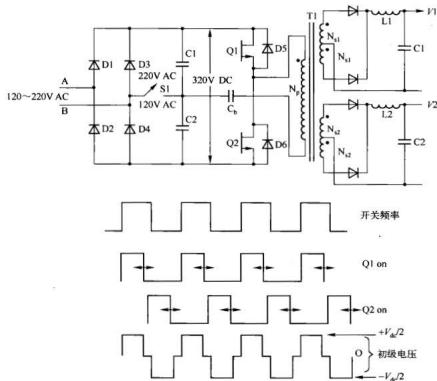 T1
V1
D1
D3
C1
Q1
D5
Ns1
L1
C1
220V AC
A
S1
320V DC
Ns1
120～220V AC
120V AC
Cb
Np
V2
B
C2
Ns2
L2
D2
D4
Q2
D6
Ns2
C2
开关频率
Q1 on
Q2 on
+Vdc/2
O
初级电压
-Vdc/2